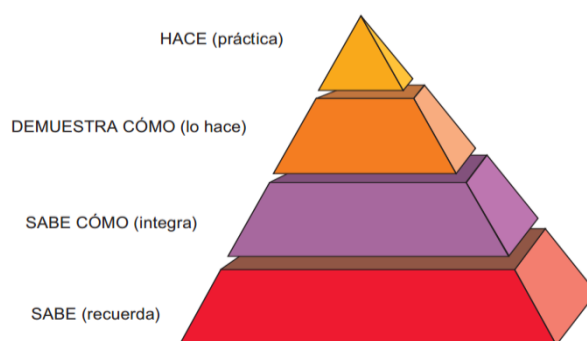 HACE (práctica)
DEMUESTRA CÓMO (lo hace)
SABE CÓMO (integra)
SABE (recuerda)